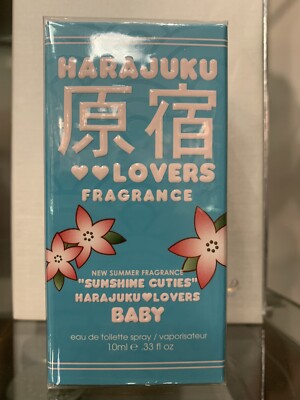 HARAJUKU
原宿
♥♥LOVERS
FRAGRANCE
NEW SUMMER FRAGRANCE
"SUNSHINE CUTIES"
HARAJUKU♥LOVERS
BABY
eau de toilette spray / vaporisateur
10ml ℮ .33 fl oz